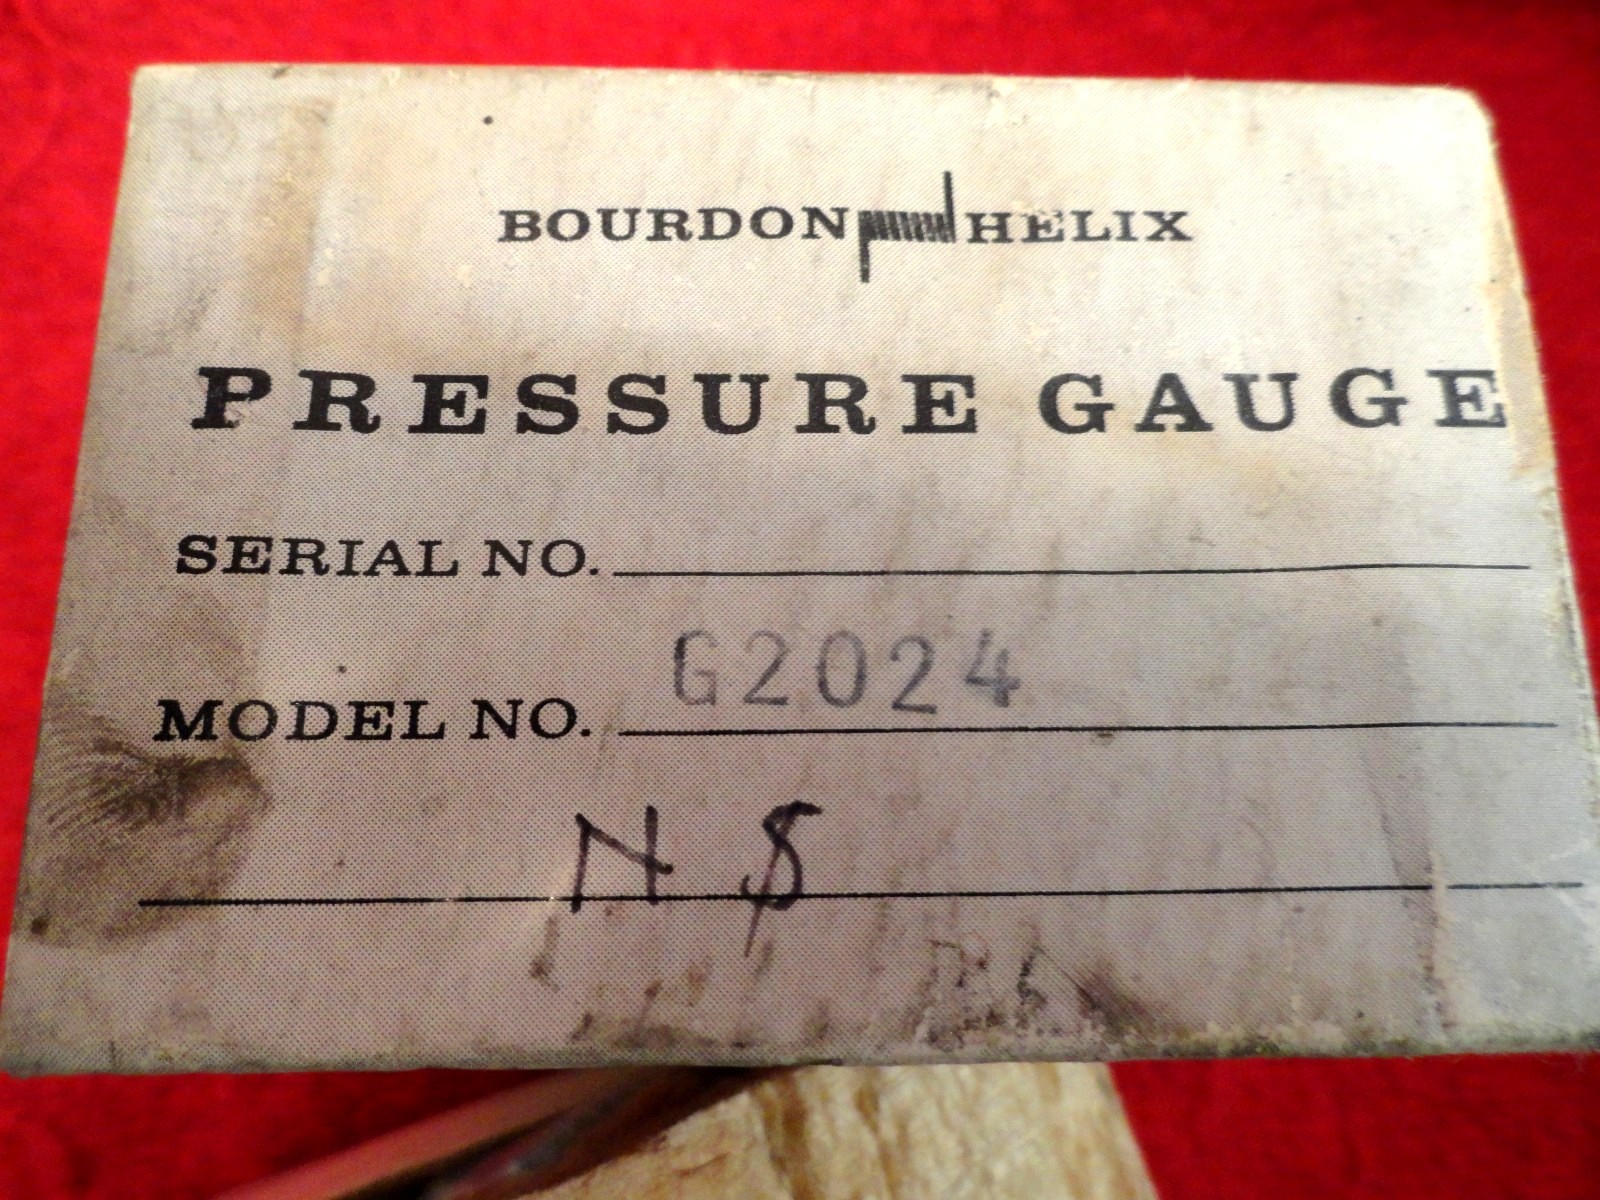 BOURDON HELIX
PRESSURE GAUGE
SERIAL NO.
MODEL NO. G2024
N $